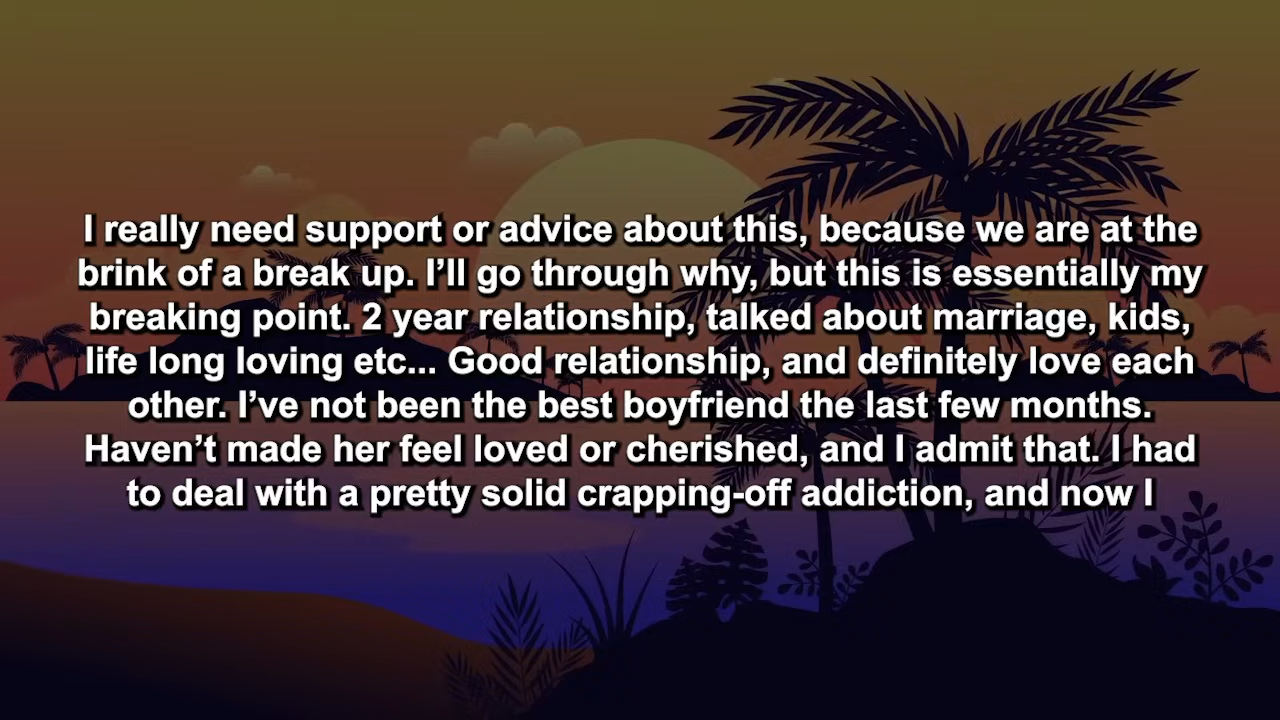 I really need support or advice about this, because we are at the
brink of a break up. I’ll go through why, but this is essentially my
breaking point. 2 year relationship, talked about marriage, kids,
life long loving etc... Good relationship, and definitely love each
other. I’ve not been the best boyfriend the last few months.
Haven’t made her feel loved or cherished, and I admit that. I had
to deal with a pretty solid crapping-off addiction, and now I